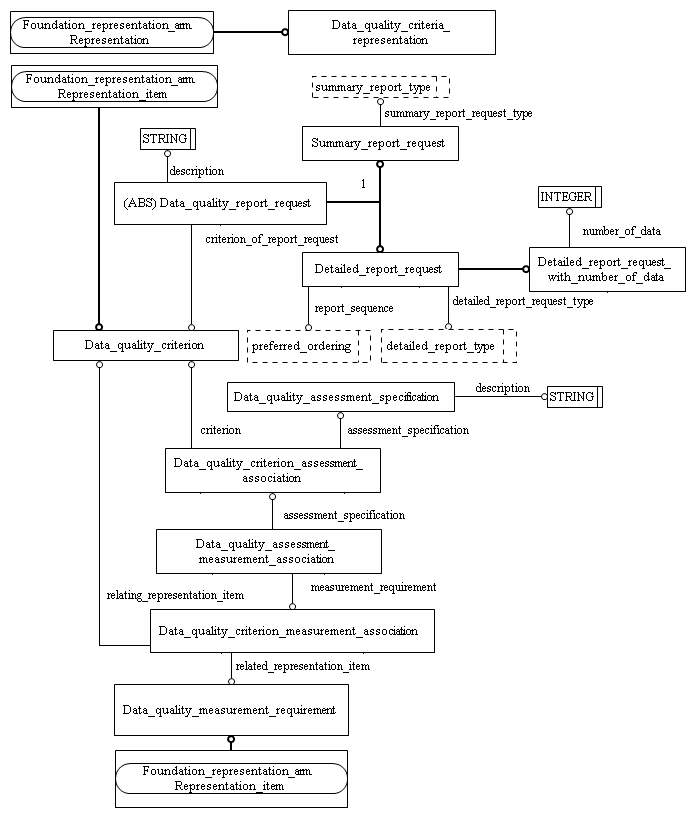 Foundation_representation_arm.
Representation
Data_quality_criteria_
representation
Foundation_representation_arm.
Representation_item
summary_report_type
summary_report_request_type
STRING
Summary_report_request
description
1
(ABS) Data_quality_report_request
INTEGER
number_of_data
criterion_of_report_request
Detailed_report_request
Detailed_report_request_
with_number_of_data
report_sequence
detailed_report_request_type
Data_quality_criterion
preferred_ordering
detailed_report_type
Data_quality_assessment_specification
description
STRING
criterion
assessment_specification
Data_quality_criterion_assessment_
association
assessment_specification
Data_quality_assessment_
measurement_association
measurement_requirement
relating_representation_item
Data_quality_criterion_measurement_association
related_representation_item
Data_quality_measurement_requirement
Foundation_representation_arm.
Representation_item